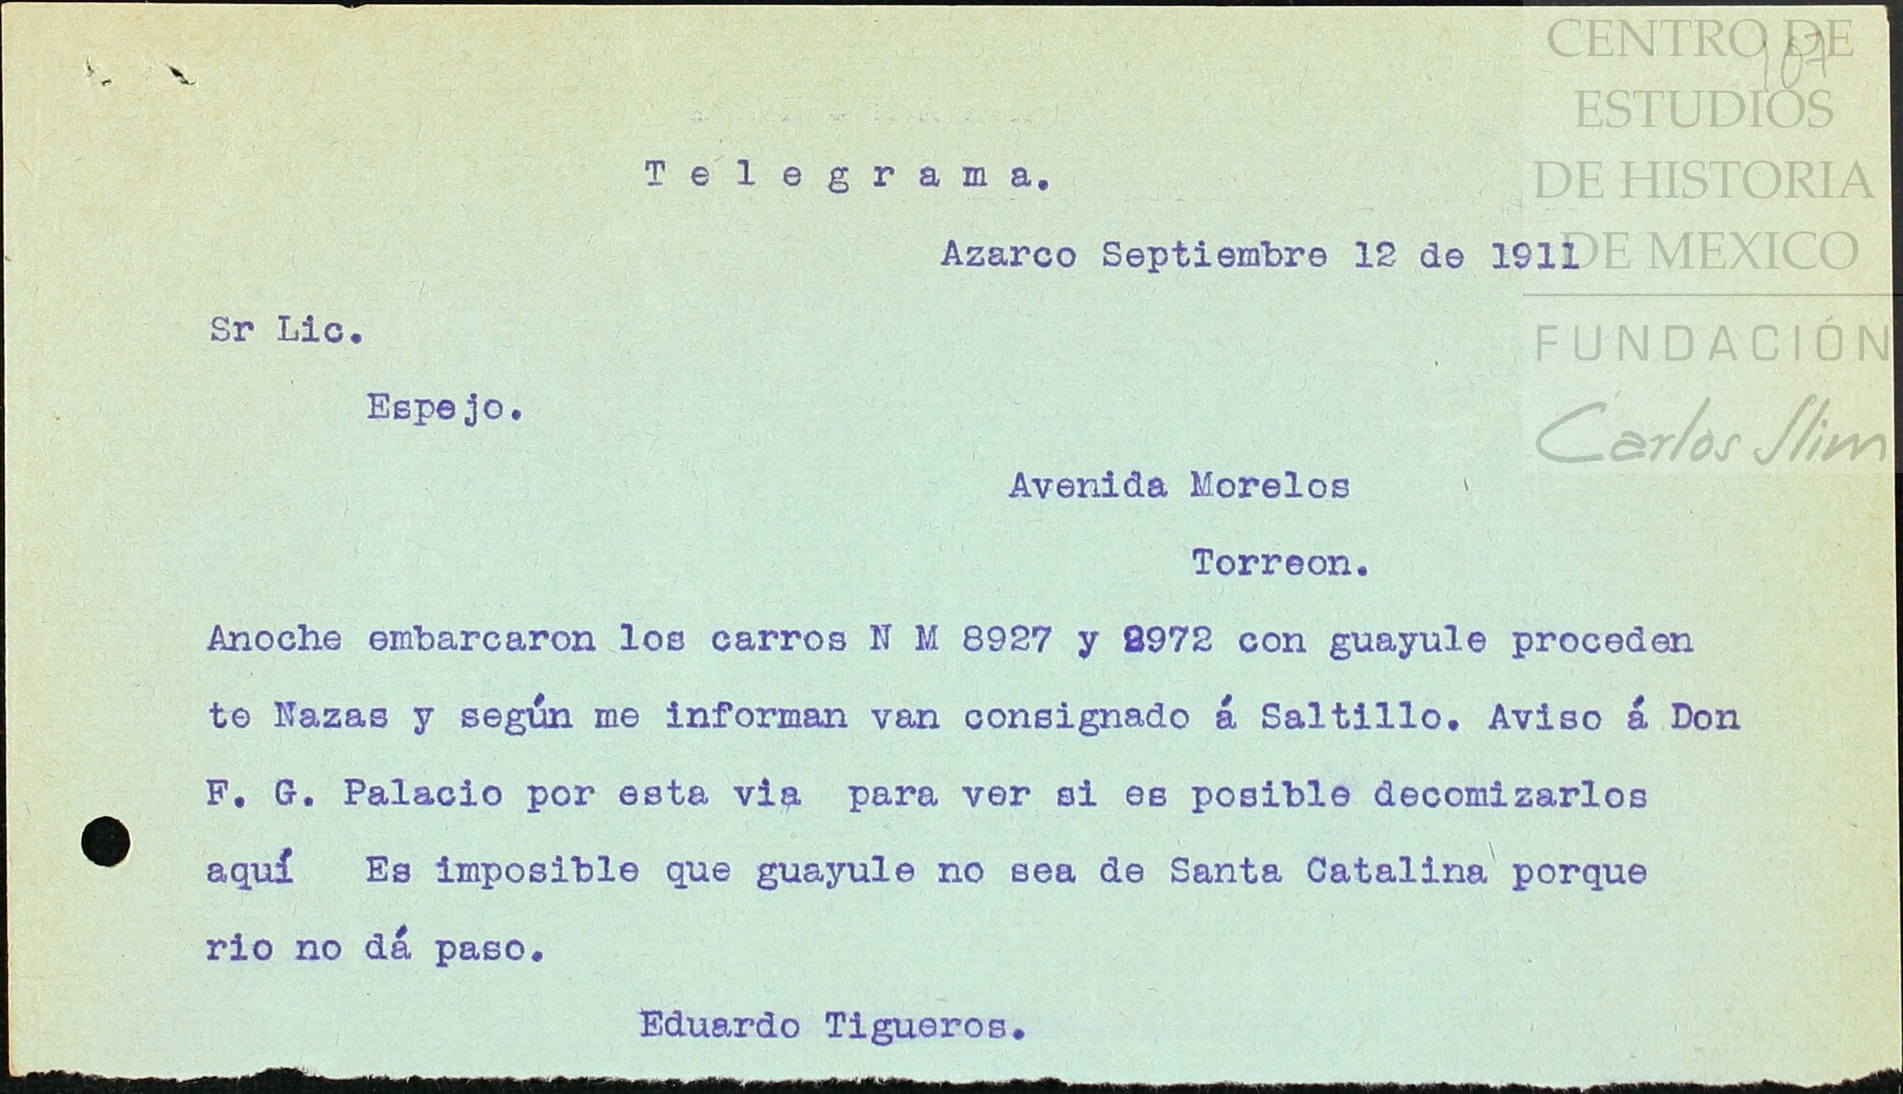 CENTRO DE
ESTUDIOS
DE HISTORIA
DE MEXICO
FUNDACIÓN
Carlos Slim
107
Telegrama.
Azarco Septiembre 12 de 1911
Sr Lic.
Espejo.
Avenida Morelos
Torreon.
Anoche embarcaron los carros N M 8927 y 8972 con guayule proceden
te Nazas y según me informan van consignado á Saltillo. Aviso á Don
F. G. Palacio por esta via para ver si es posible decomizarlos
aquí Es imposible que guayule no sea de Santa Catalina porque
rio no dá paso.
Eduardo Tigueros.